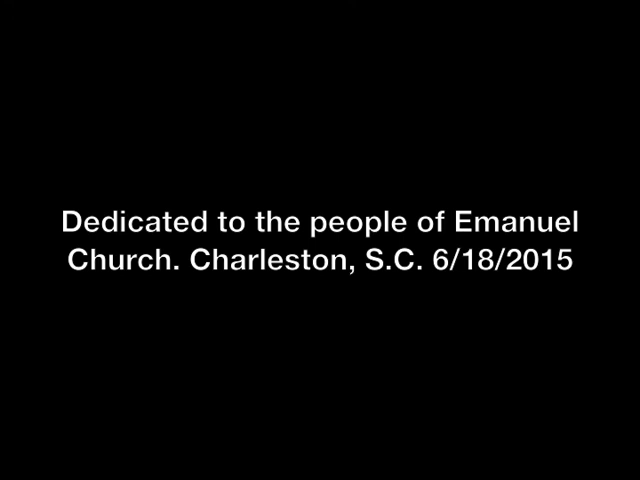 Dedicated to the people of Emanuel
Church. Charleston, S.C. 6/18/2015